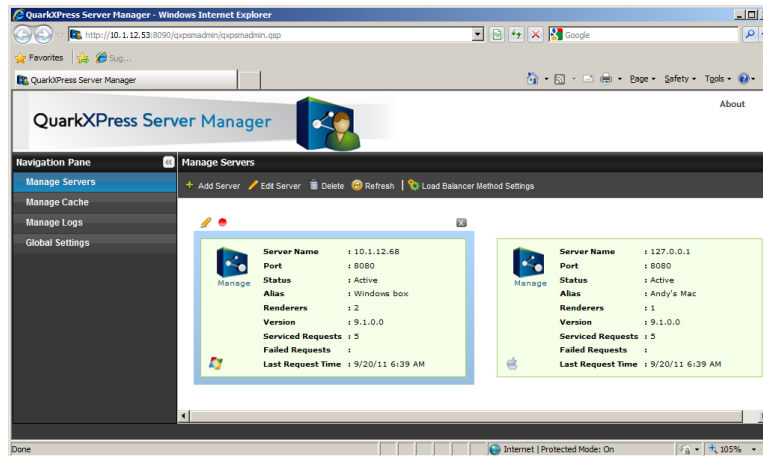 QuarkXPress Server Manager - Windows Internet Explorer
http://10.1.12.53:8090/qxpsmadmin/qxpsmadmin.qsp
Google
Favorites Sug...
QuarkXPress Server Manager
Page Safety Tools
About
QuarkXPress Server Manager
Navigation Pane
Manage Servers
Manage Servers
Manage Cache
Manage Logs
Global Settings
Add Server Edit Server Delete Refresh | Load Balancer Method Settings
Manage
Server Name : 10.1.12.68
Port : 8080
Status : Active
Alias : Windows box
Renderers : 2
Version : 9.1.0.0
Serviced Requests : 5
Failed Requests :
Last Request Time : 9/20/11 6:39 AM
Manage
Server Name : 127.0.0.1
Port : 8080
Status : Active
Alias : Andy's Mac
Renderers : 1
Version : 9.1.0.0
Serviced Requests : 5
Failed Requests :
Last Request Time : 9/20/11 6:39 AM
Done
Internet | Protected Mode: On
105%